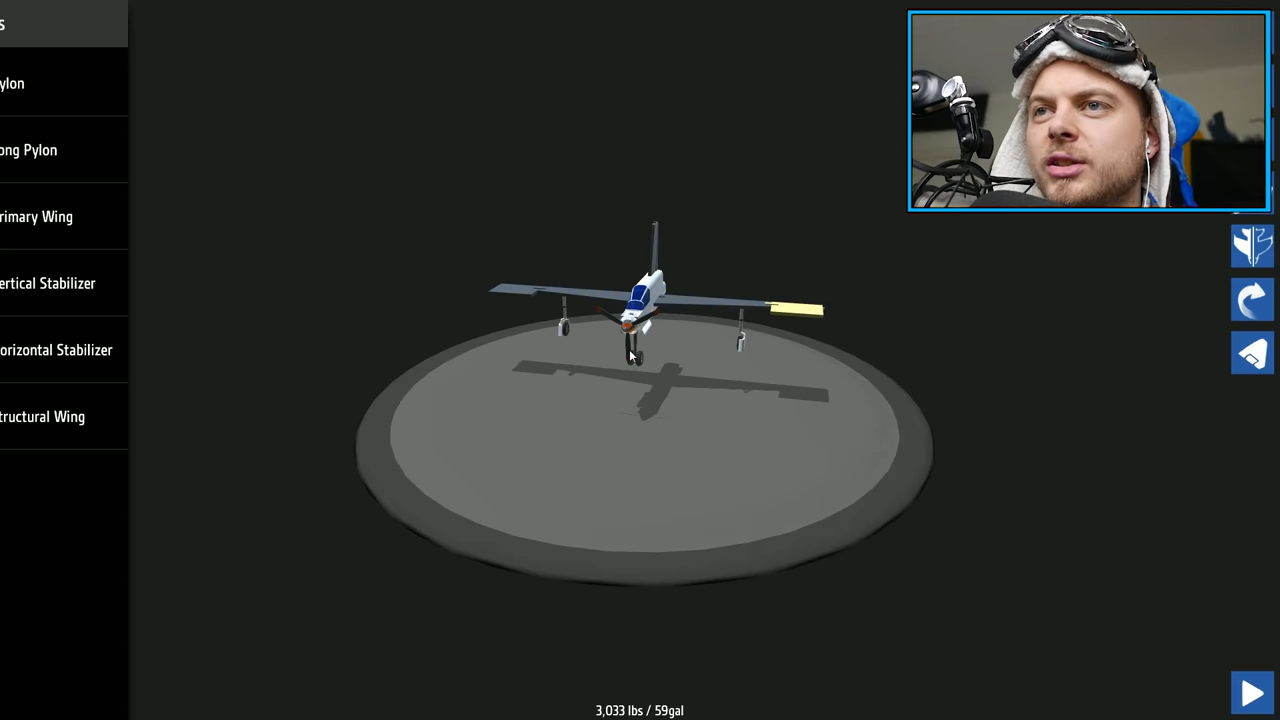 S
ylon
ong Pylon
rimary Wing
ertical Stabilizer
orizontal Stabilizer
tructural Wing
3,033 lbs / 59gal